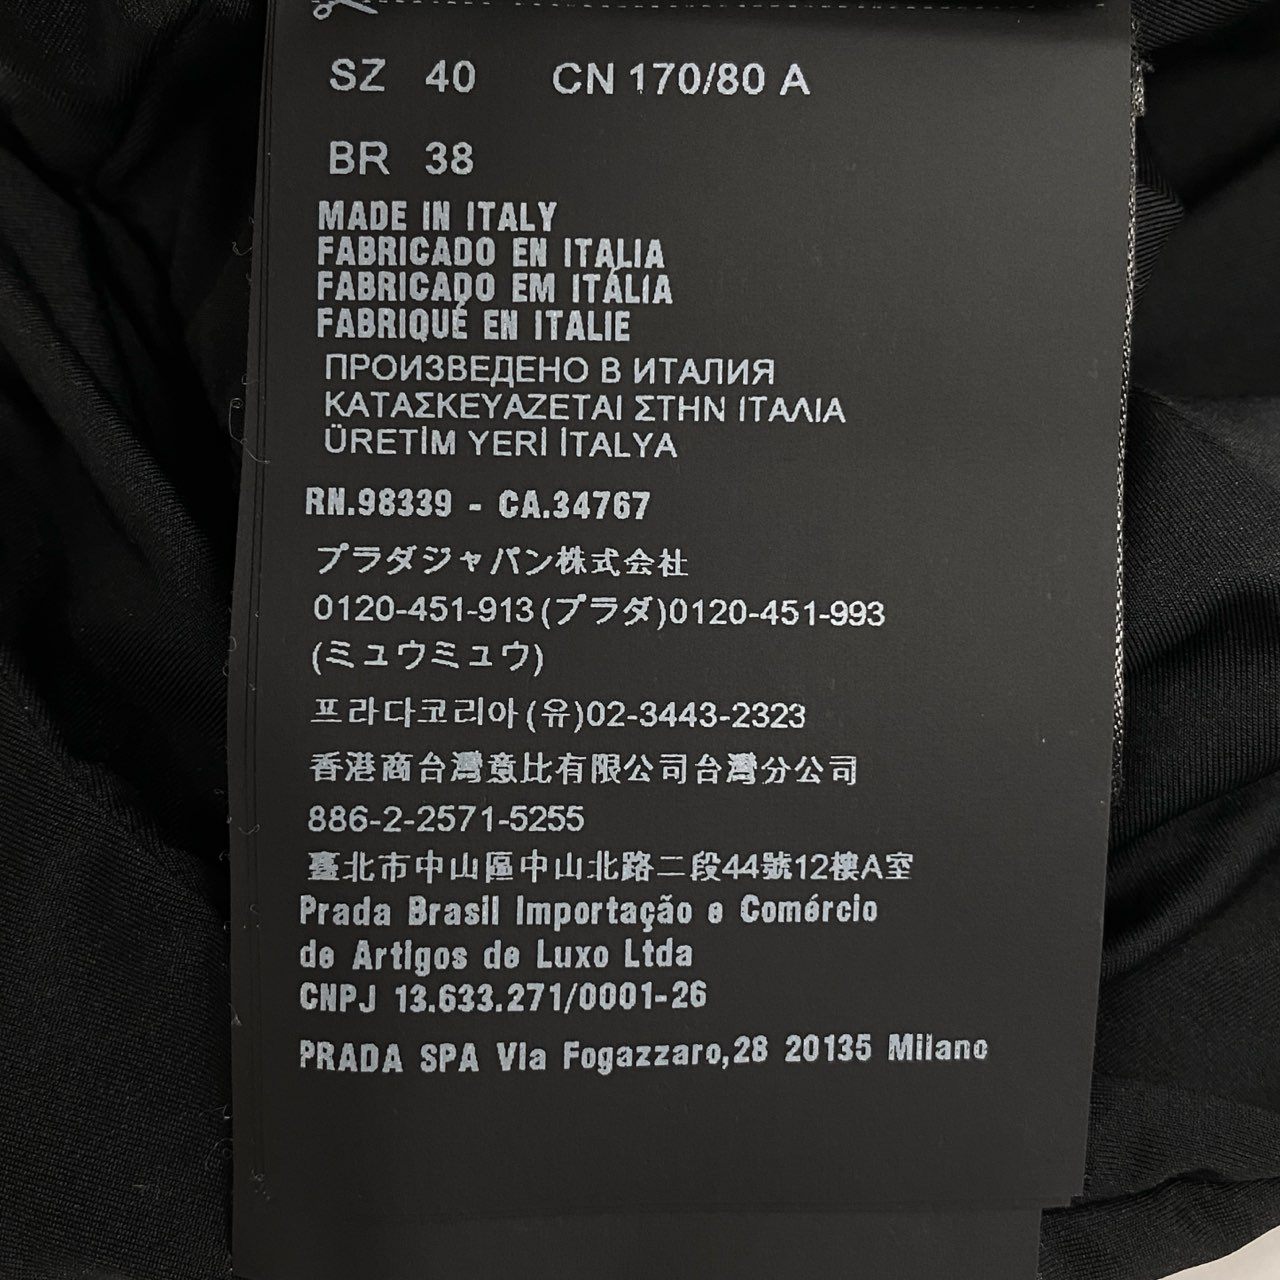 SZ 40 CN 170/80 A
BR 38
MADE IN ITALY
FABRICADO EN ITALIA
FABRICADO EM ITÁLIA
FABRIQUÉ EN ITALIE
ПРОИЗВЕДЕНО В ИТАЛИЯ
ΚΑΤΑΣΚΕΥΑΖΕΤΑΙ ΣΤΗΝ ΙΤΑΛΙΑ
ÜRETİM YERİ İTALYA
RN.98339 - CA.34767
プラダジャパン株式会社
0120-451-913(プラダ)0120-451-993
(ミュウミュウ)
프라다코리아(유)02-3443-2323
香港商台灣意比有限公司台灣分公司
886-2-2571-5255
臺北市中山區中山北路二段44號12樓A室
Prada Brasil Importação e Comércio
de Artigos de Luxo Ltda
CNPJ 13.633.271/0001-26
PRADA SPA Via Fogazzaro,28 20135 Milano